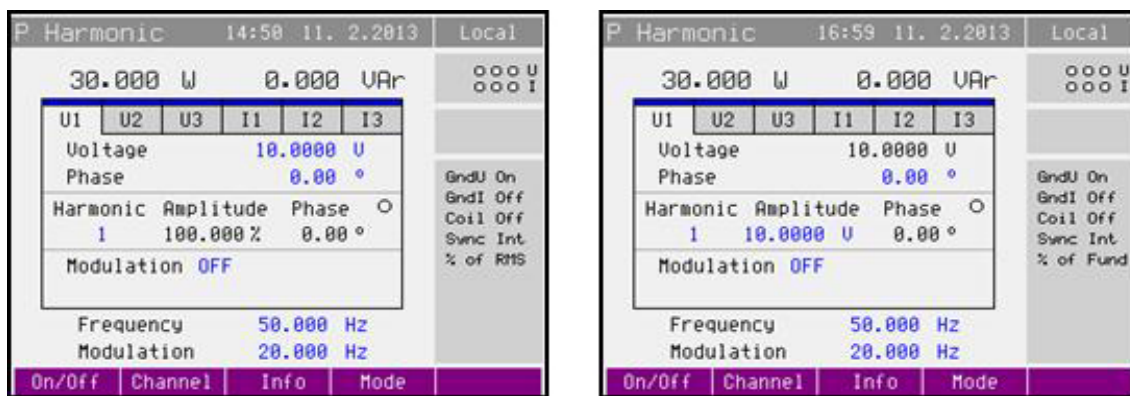 P Harmonic 14:50 11. 2.2013 Local
30.000 W 0.000 VAr
ooo U
ooo I
U1 U2 U3 I1 I2 I3
Voltage 10.0000 V
Phase 0.00 °
Harmonic Amplitude Phase O
1 100.000 % 0.00 °
Modulation OFF
Frequency 50.000 Hz
Modulation 20.000 Hz
GndU On
GndI Off
Coil Off
Sync Int
% of RMS
On/Off Channel Info Mode
P Harmonic 16:59 11. 2.2013 Local
30.000 W 0.000 VAr
ooo U
ooo I
U1 U2 U3 I1 I2 I3
Voltage 10.0000 V
Phase 0.00 °
Harmonic Amplitude Phase O
1 10.0000 V 0.00 °
Modulation OFF
Frequency 50.000 Hz
Modulation 20.000 Hz
GndU On
GndI Off
Coil Off
Sync Int
% of Fund
On/Off Channel Info Mode